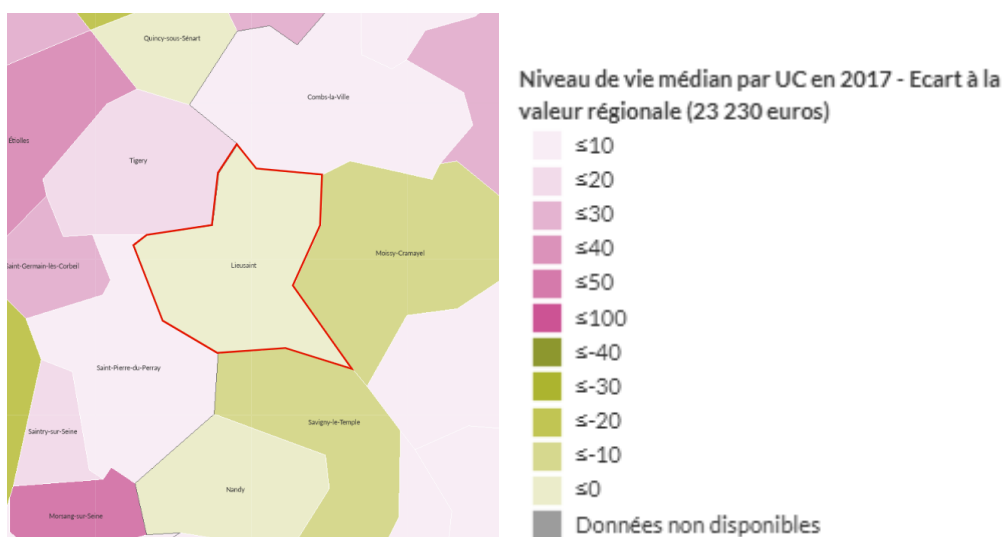 Quincy-sous-Sénart
Combs-la-Ville
Étiolles
Tigery
Moissy-Cramayel
Lieusaint
Saint-Germain-lès-Corbeil
Saint-Pierre-du-Perray
Savigny-le-Temple
Saintry-sur-Seine
Nandy
Morsang-sur-Seine
Niveau de vie médian par UC en 2017 - Ecart à la
valeur régionale (23 230 euros)
≤10
≤20
≤30
≤40
≤50
≤100
≤-40
≤-30
≤-20
≤-10
≤0
Données non disponibles